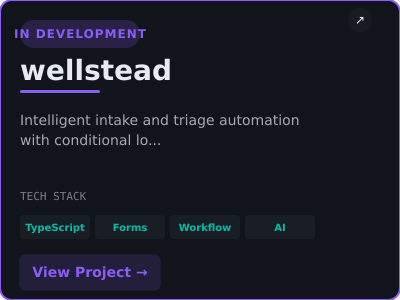 IN DEVELOPMENT
↗
wellstead
Intelligent intake and triage automation
with conditional lo...
TECH STACK
TypeScript Forms Workflow AI
View Project →